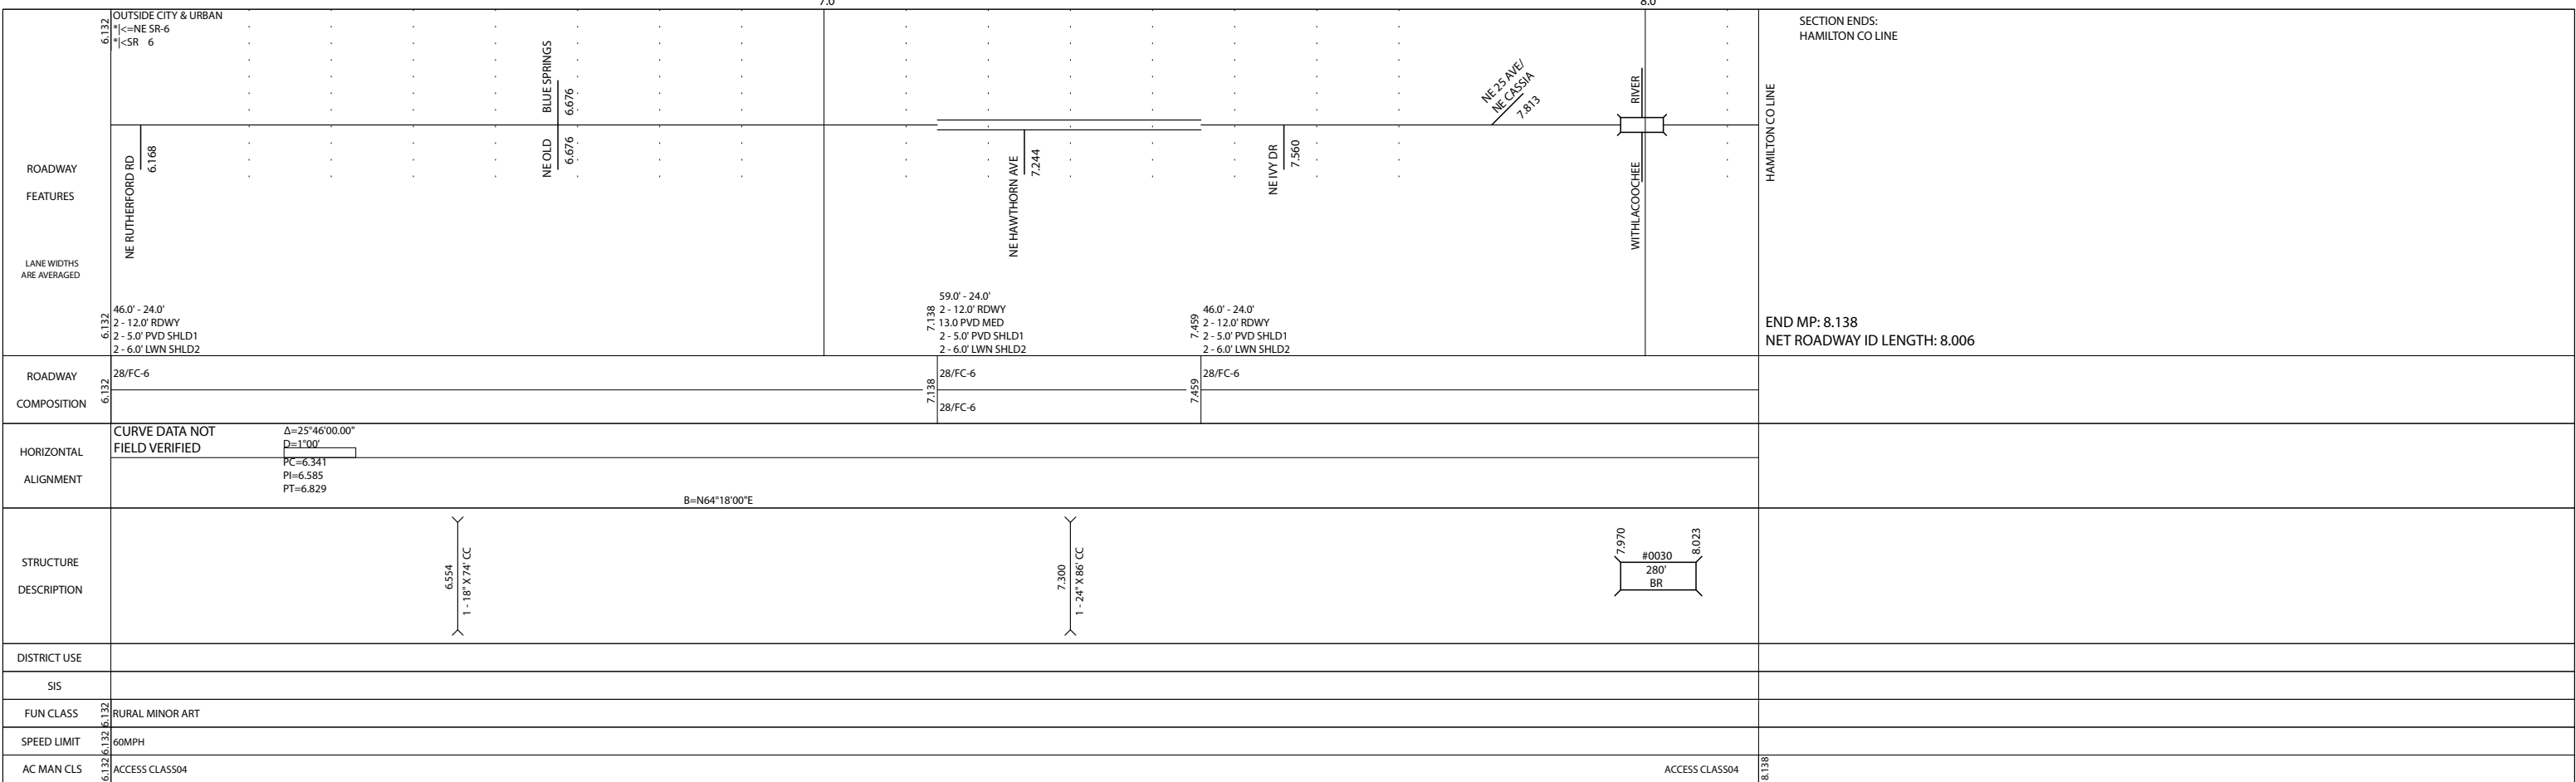 7.0
8.0
6.132
OUTSIDE CITY & URBAN
*|<=NE SR-6
*|<SR 6
SECTION ENDS:
HAMILTON CO LINE
ROADWAY
FEATURES
LANE WIDTHS
ARE AVERAGED
NE RUTHERFORD RD
6.168
NE OLD BLUE SPRINGS
6.676
6.676
NE HAWTHORN AVE
7.244
NE IVY DR
7.560
NE 25 AVE/
NE CASSIA
7.813
WITHLACOOCHEE RIVER
HAMILTON CO LINE
6.132
46.0' - 24.0'
2 - 12.0' RDWY
2 - 5.0' PVD SHLD1
2 - 6.0' LWN SHLD2
7.138
59.0' - 24.0'
2 - 12.0' RDWY
13.0 PVD MED
2 - 5.0' PVD SHLD1
2 - 6.0' LWN SHLD2
7.459
46.0' - 24.0'
2 - 12.0' RDWY
2 - 5.0' PVD SHLD1
2 - 6.0' LWN SHLD2
END MP: 8.138
NET ROADWAY ID LENGTH: 8.006
ROADWAY
COMPOSITION
6.132
28/FC-6
7.138
28/FC-6
28/FC-6
7.459
28/FC-6
HORIZONTAL
ALIGNMENT
CURVE DATA NOT
FIELD VERIFIED
Δ=25°46'00.00"
D=1°00'
PC=6.341
PI=6.585
PT=6.829
B=N64°18'00"E
STRUCTURE
DESCRIPTION
6.554
1 - 18" X 74' CC
7.300
1 - 24" X 86' CC
7.970
8.023
#0030
280'
BR
DISTRICT USE
SIS
FUN CLASS
6.132
RURAL MINOR ART
SPEED LIMIT
6.132
60MPH
AC MAN CLS
6.132
ACCESS CLASS04
ACCESS CLASS04
8.138